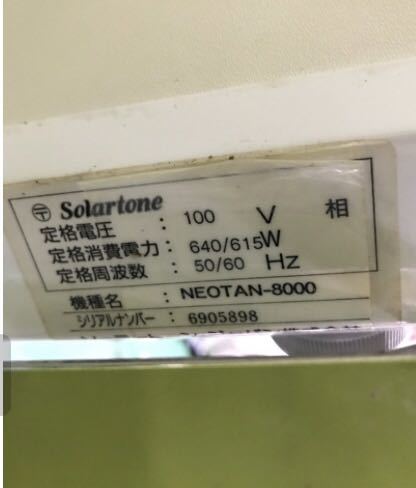 〒 Solartone
定格電圧 : 100 V 相
定格消費電力 : 640/615W
定格周波数 : 50/60 Hz
機種名 : NEOTAN-8000
シリアルナンバー : 6905898